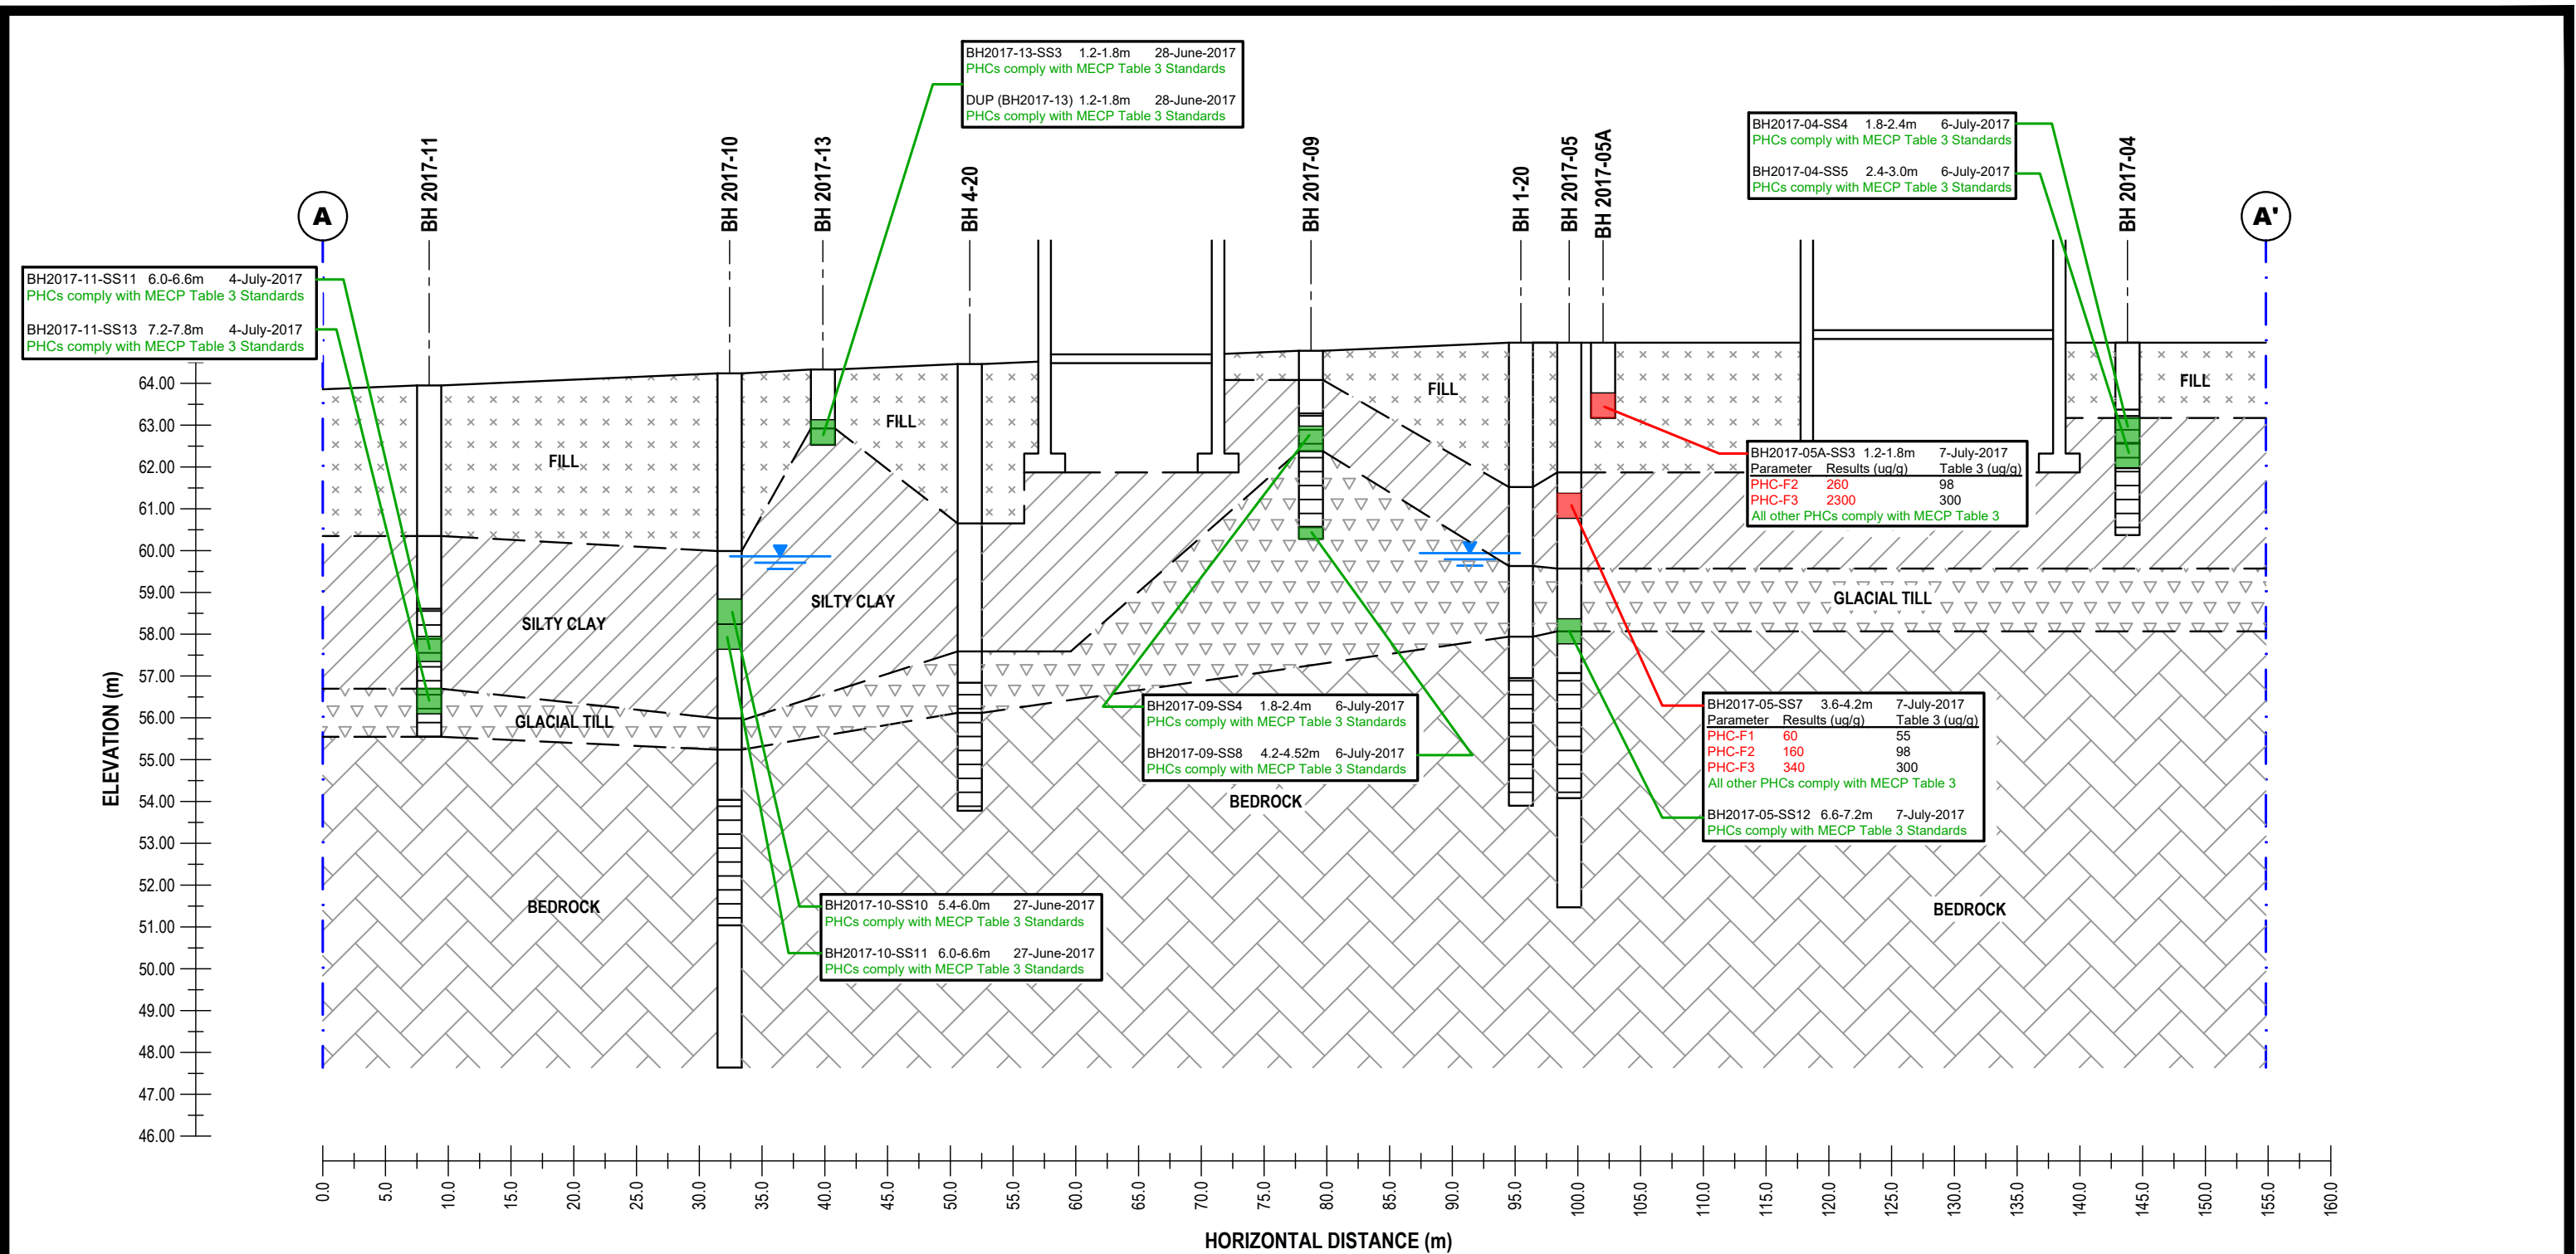 BH2017-13-SS3 1.2-1.8m 28-June-2017
PHCs comply with MECP Table 3 Standards
DUP (BH2017-13) 1.2-1.8m 28-June-2017
PHCs comply with MECP Table 3 Standards
BH2017-04-SS4 1.8-2.4m 6-July-2017
PHCs comply with MECP Table 3 Standards
BH2017-04-SS5 2.4-3.0m 6-July-2017
PHCs comply with MECP Table 3 Standards
A
BH 2017-11
BH 2017-10
BH 2017-13
BH 4-20
BH 2017-09
BH 1-20
BH 2017-05
BH 2017-05A
BH 2017-04
A'
BH2017-11-SS11 6.0-6.6m 4-July-2017
PHCs comply with MECP Table 3 Standards
BH2017-11-SS13 7.2-7.8m 4-July-2017
PHCs comply with MECP Table 3 Standards
FILL
FILL
FILL
FILL
BH2017-05A-SS3 1.2-1.8m 7-July-2017
Parameter Results (ug/g) Table 3 (ug/g)
PHC-F2 260 98
PHC-F3 2300 300
All other PHCs comply with MECP Table 3
SILTY CLAY
SILTY CLAY
GLACIAL TILL
GLACIAL TILL
BH2017-09-SS4 1.8-2.4m 6-July-2017
PHCs comply with MECP Table 3 Standards
BH2017-09-SS8 4.2-4.52m 6-July-2017
PHCs comply with MECP Table 3 Standards
BH2017-05-SS7 3.6-4.2m 7-July-2017
Parameter Results (ug/g) Table 3 (ug/g)
PHC-F1 60 55
PHC-F2 160 98
PHC-F3 340 300
All other PHCs comply with MECP Table 3
BH2017-05-SS12 6.6-7.2m 7-July-2017
PHCs comply with MECP Table 3 Standards
BEDROCK
BEDROCK
BEDROCK
BH2017-10-SS10 5.4-6.0m 27-June-2017
PHCs comply with MECP Table 3 Standards
BH2017-10-SS11 6.0-6.6m 27-June-2017
PHCs comply with MECP Table 3 Standards
ELEVATION (m)
64.00
63.00
62.00
61.00
60.00
59.00
58.00
57.00
56.00
55.00
54.00
53.00
52.00
51.00
50.00
49.00
48.00
47.00
46.00
0.0
5.0
10.0
15.0
20.0
25.0
30.0
35.0
40.0
45.0
50.0
55.0
60.0
65.0
70.0
75.0
80.0
85.0
90.0
95.0
100.0
105.0
110.0
115.0
120.0
125.0
130.0
135.0
140.0
145.0
150.0
155.0
160.0
HORIZONTAL DISTANCE (m)